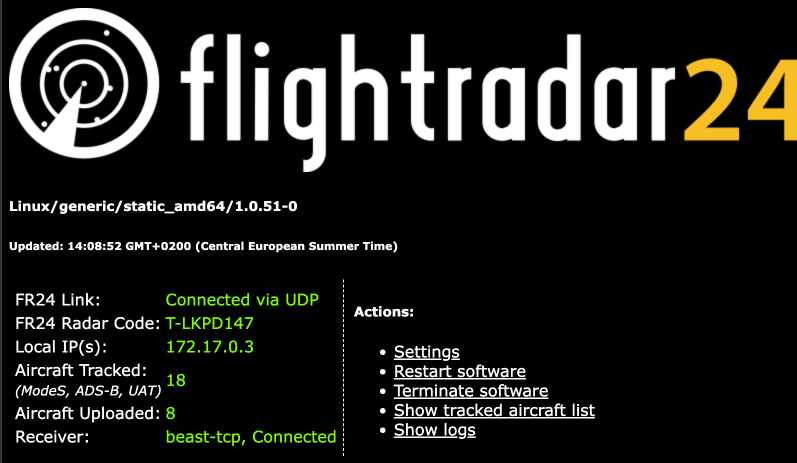 flightradar24
Linux/generic/static_amd64/1.0.51-0
Updated: 14:08:52 GMT+0200 (Central European Summer Time)
FR24 Link: Connected via UDP
FR24 Radar Code: T-LKPD147
Local IP(s): 172.17.0.3
Aircraft Tracked:
(ModeS, ADS-B, UAT) 18
Aircraft Uploaded: 8
Receiver: beast-tcp, Connected
Actions:
Settings
Restart software
Terminate software
Show tracked aircraft list
Show logs